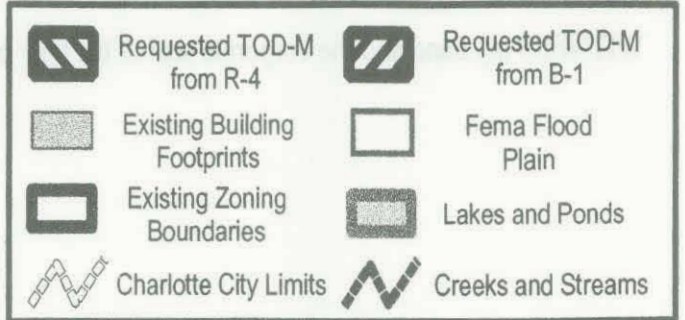 Requested TOD-M
from R-4
Requested TOD-M
from B-1
Existing Building
Footprints
Fema Flood
Plain
Existing Zoning
Boundaries
Lakes and Ponds
Charlotte City Limits
Creeks and Streams